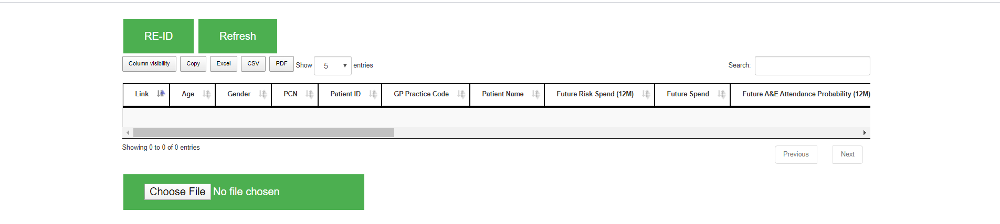 RE-ID Refresh
Column visibility Copy Excel CSV PDF Show 5 entries Search:
Link Age Gender PCN Patient ID GP Practice Code Patient Name Future Risk Spend (12M) Future Spend Future A&E Attendance Probability (12M)
Showing 0 to 0 of 0 entries
Previous Next
Choose File No file chosen